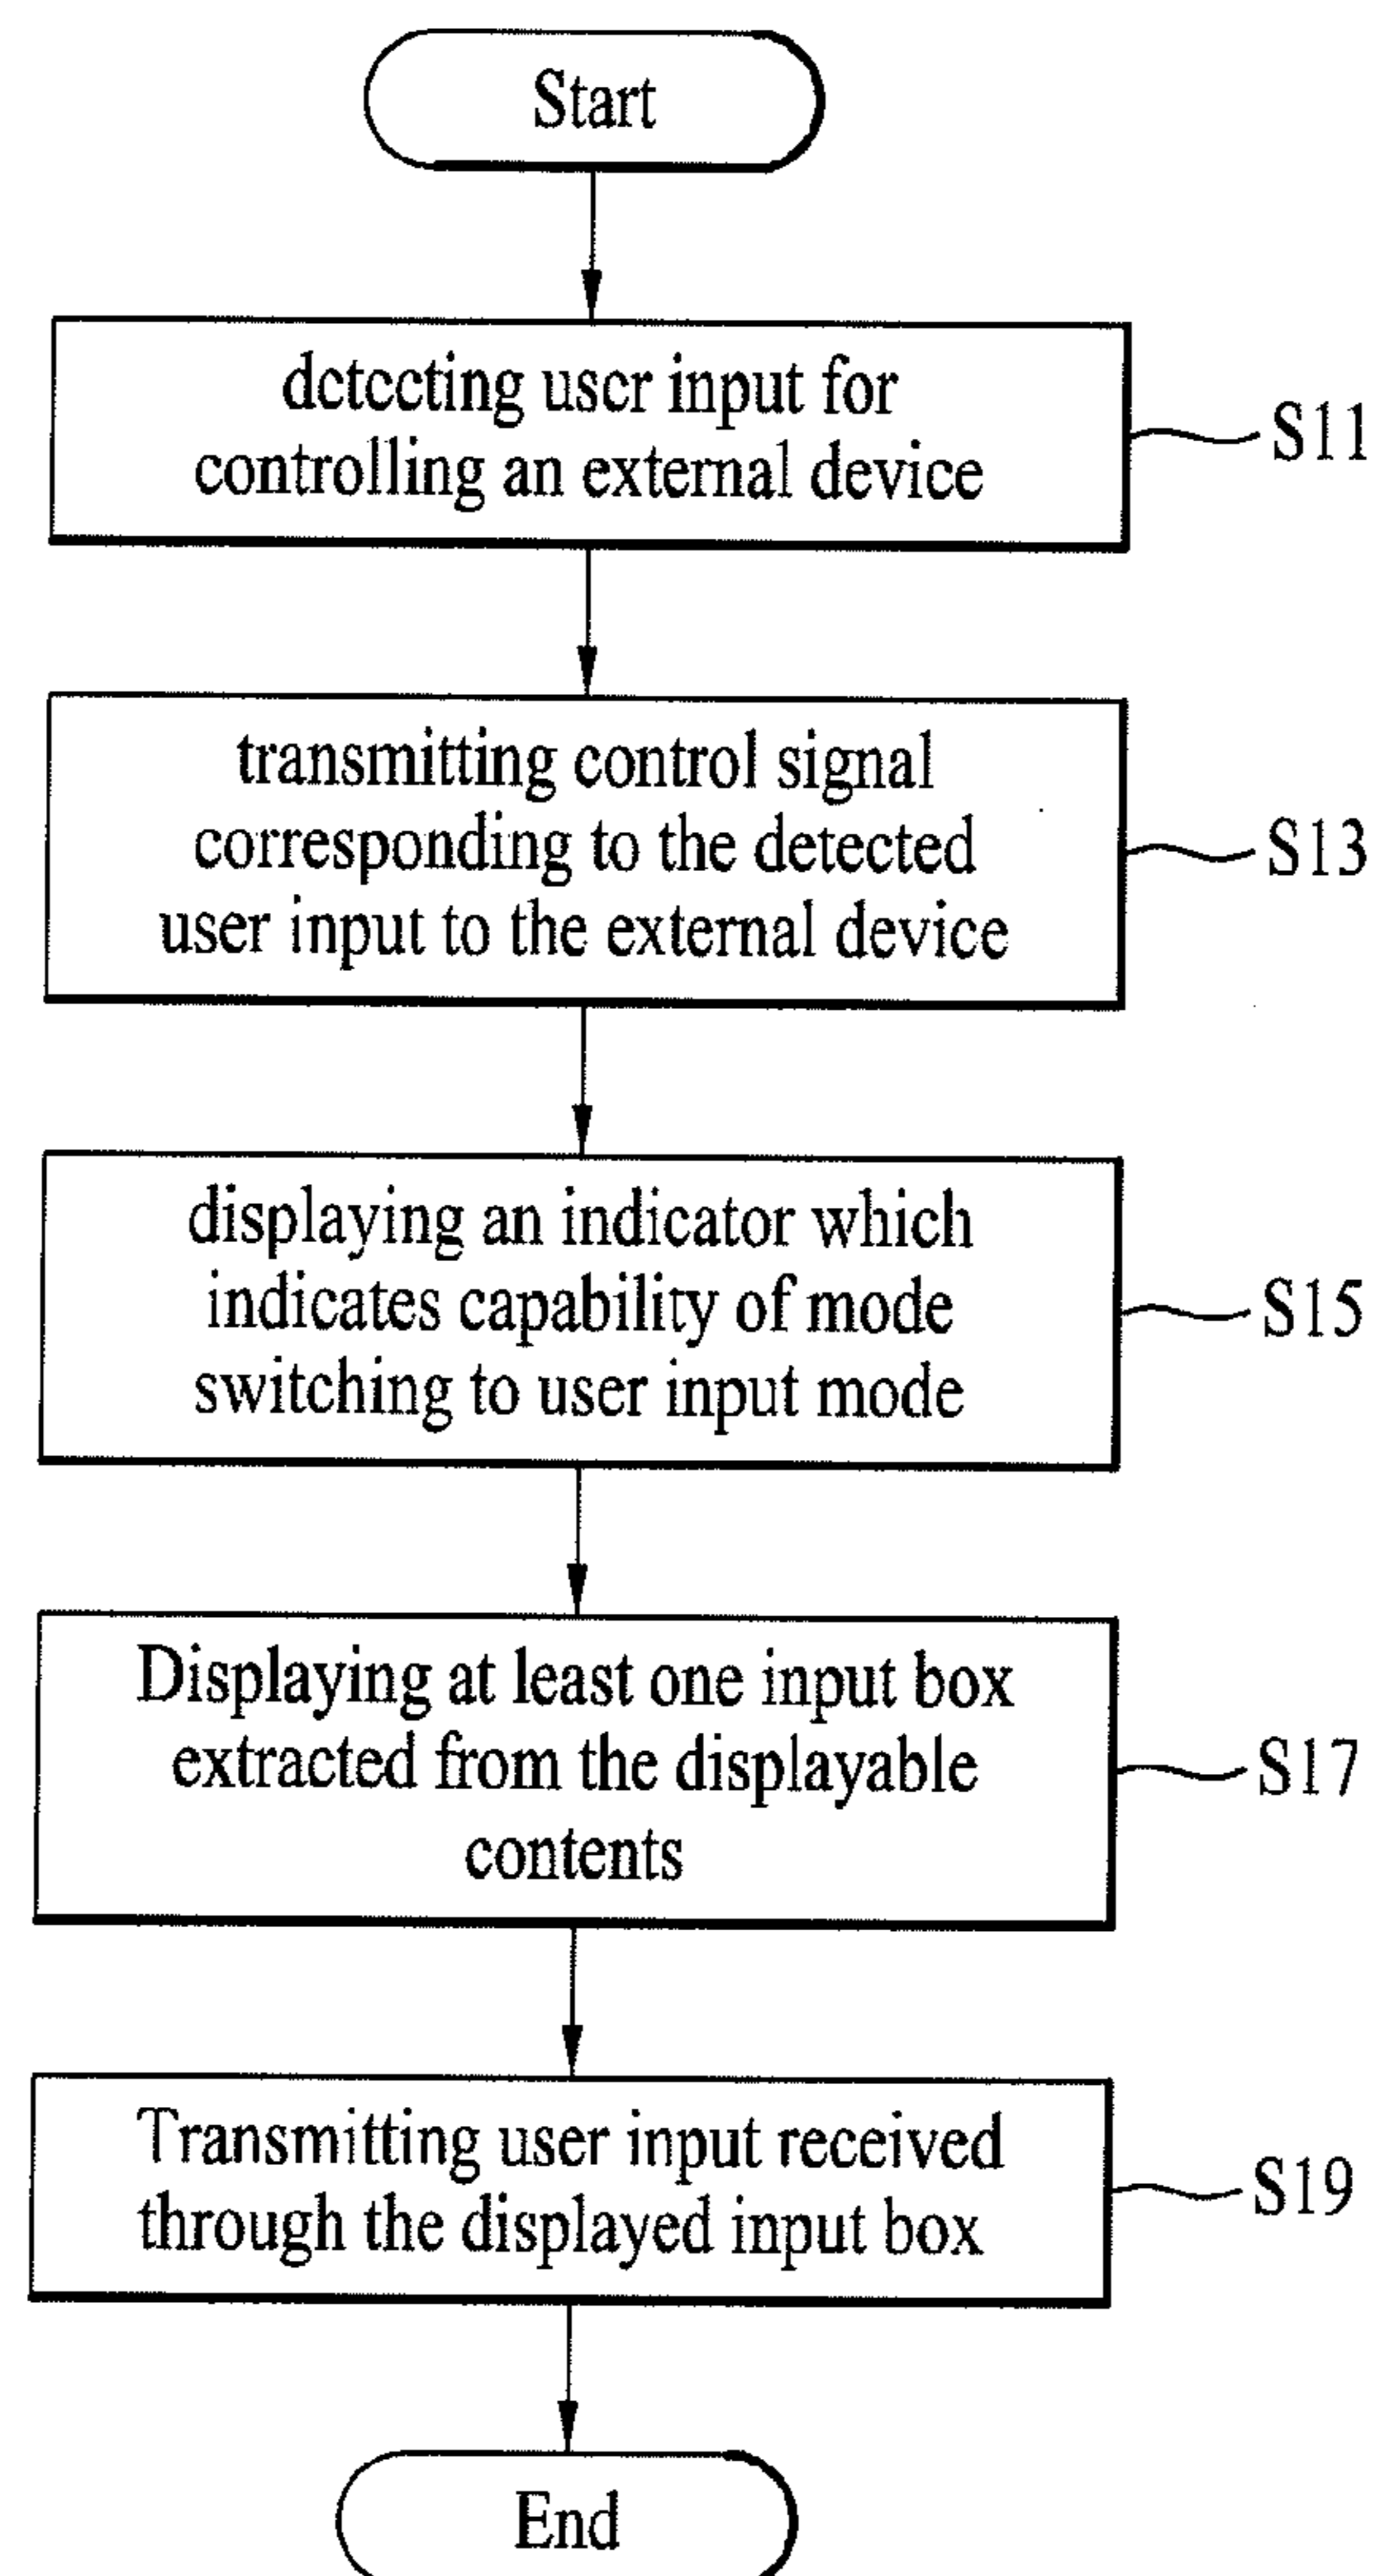 Start
detecting user input for
controlling an external device
S11
transmitting control signal
corresponding to the detected
user input to the external device
S13
displaying an indicator which
indicates capability of mode
switching to user input mode
S15
Displaying at least one input box
extracted from the displayable
contents
S17
Transmitting user input received
through the displayed input box
S19
End